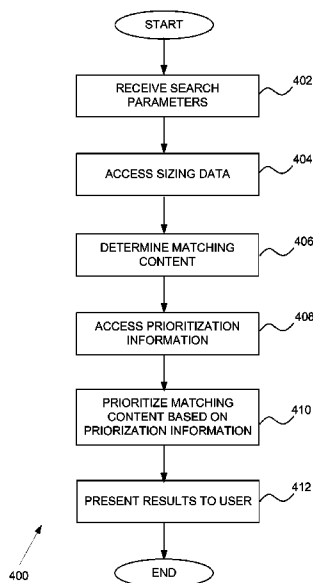 START
RECEIVE SEARCH
PARAMETERS
402
ACCESS SIZING DATA
404
DETERMINE MATCHING
CONTENT
406
ACCESS PRIORITIZATION
INFORMATION
408
PRIORITIZE MATCHING
CONTENT BASED ON
PRIORIZATION INFORMATION
410
PRESENT RESULTS TO USER
412
400
END